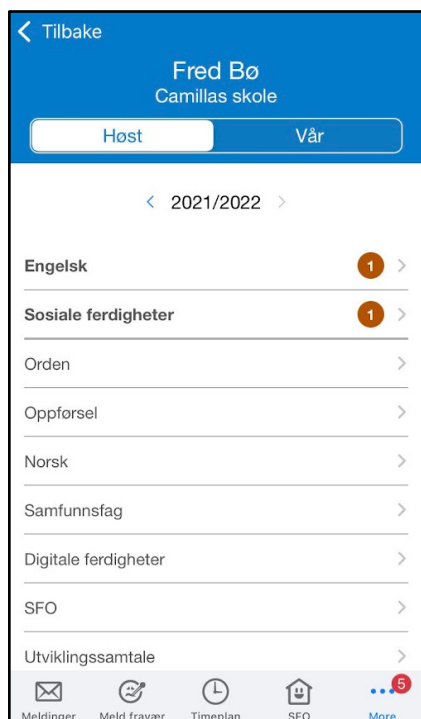 Tilbake
Fred Bø
Camillas skole
Høst Vår
2021/2022
Engelsk 1
Sosiale ferdigheter 1
Orden
Oppførsel
Norsk
Samfunnsfag
Digitale ferdigheter
SFO
Utviklingssamtale
5
Meldinger Meld fravær Timeplan SFO More